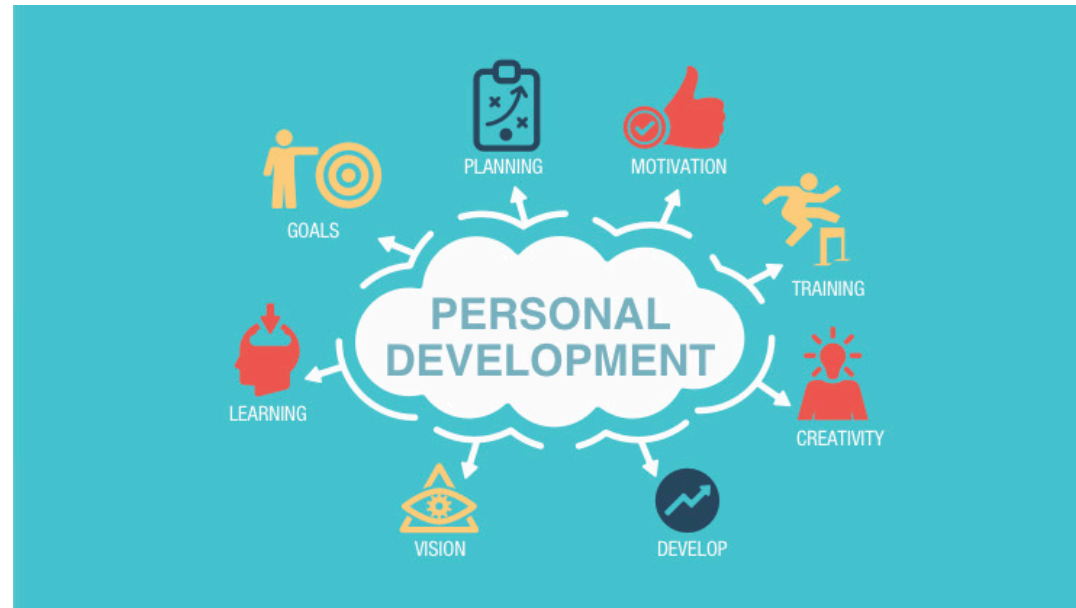 PLANNING
MOTIVATION
GOALS
TRAINING
PERSONAL
DEVELOPMENT
LEARNING
CREATIVITY
VISION
DEVELOP